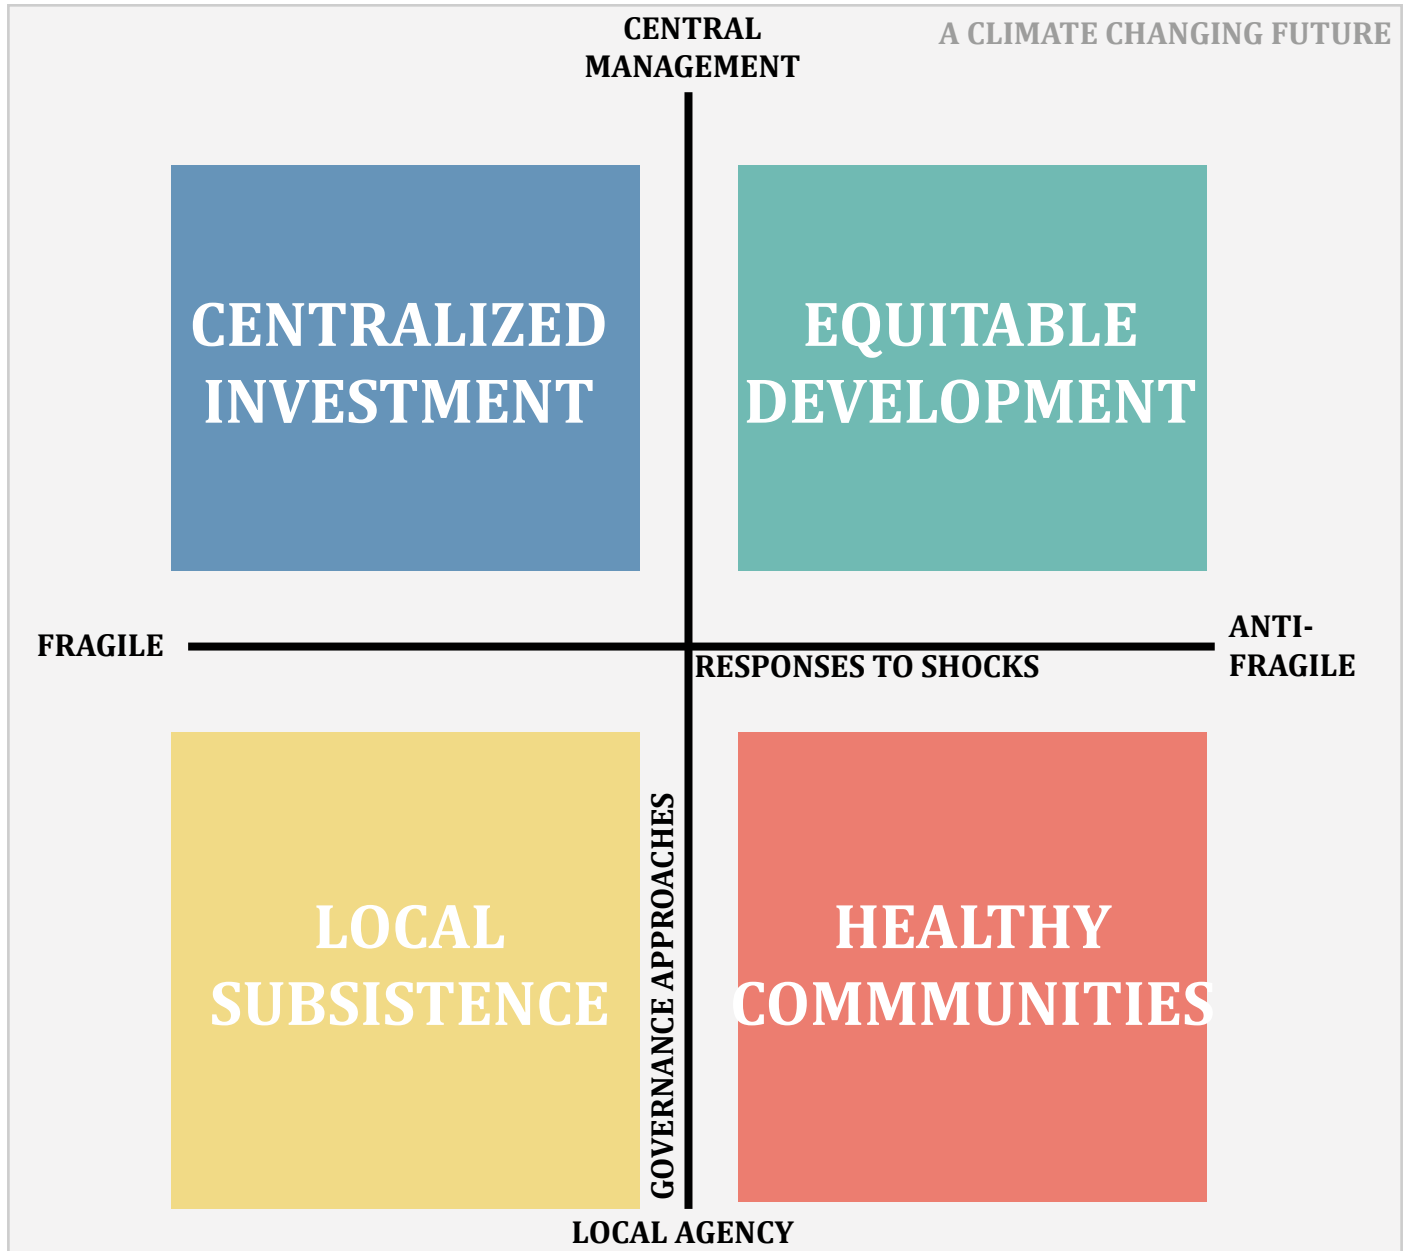 CENTRAL
MANAGEMENT
A CLIMATE CHANGING FUTURE
CENTRALIZED
INVESTMENT
EQUITABLE
DEVELOPMENT
FRAGILE
ANTI-
FRAGILE
RESPONSES TO SHOCKS
GOVERNANCE APPROACHES
LOCAL
SUBSISTENCE
HEALTHY
COMMMUNITIES
LOCAL AGENCY